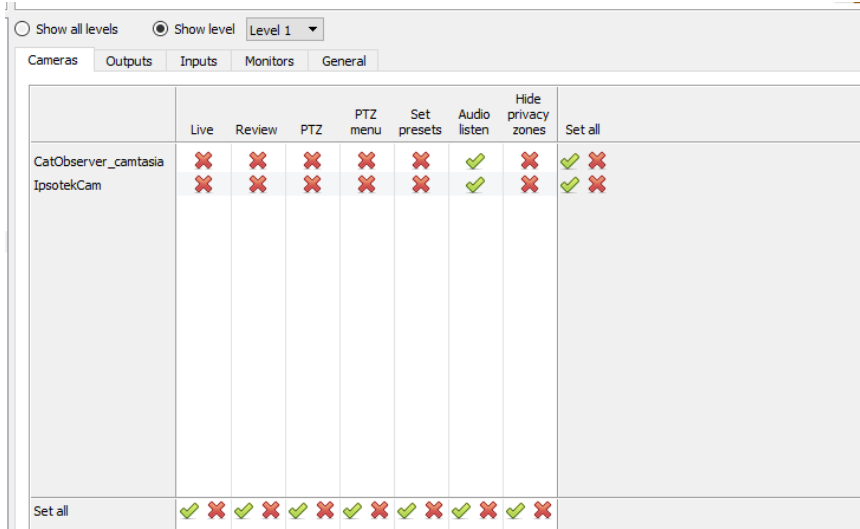 Show all levels Show level Level 1
Cameras Outputs Inputs Monitors General
Live Review PTZ PTZ menu Set presets Audio listen Hide privacy zones Set all
CatObserver_camtasia
IpsotekCam
Set all